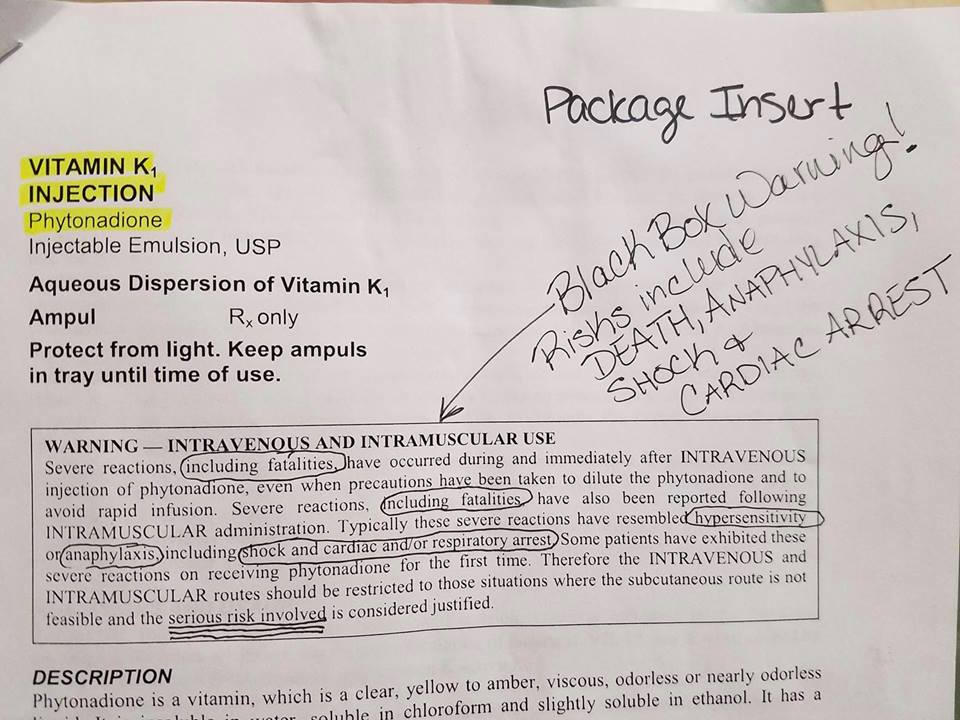 Package Insert
Black Box Warning!
Risks include
DEATH, ANAPHYLAXIS,
SHOCK &
CARDIAC ARREST
VITAMIN K₁
INJECTION
Phytonadione
Injectable Emulsion, USP
Aqueous Dispersion of Vitamin K₁
Ampul Rx only
Protect from light. Keep ampuls
in tray until time of use.
WARNING — INTRAVENOUS AND INTRAMUSCULAR USE
Severe reactions, including fatalities, have occurred during and immediately after INTRAVENOUS
injection of phytonadione, even when precautions have been taken to dilute the phytonadione and to
avoid rapid infusion. Severe reactions, including fatalities, have also been reported following
INTRAMUSCULAR administration. Typically these severe reactions have resembled hypersensitivity
or anaphylaxis, including shock and cardiac and/or respiratory arrest. Some patients have exhibited these
severe reactions on receiving phytonadione for the first time. Therefore the INTRAVENOUS and
INTRAMUSCULAR routes should be restricted to those situations where the subcutaneous route is not
feasible and the serious risk involved is considered justified.
DESCRIPTION
Phytonadione is a vitamin, which is a clear, yellow to amber, viscous, odorless or nearly odorless
in water, soluble in chloroform and slightly soluble in ethanol. It has a